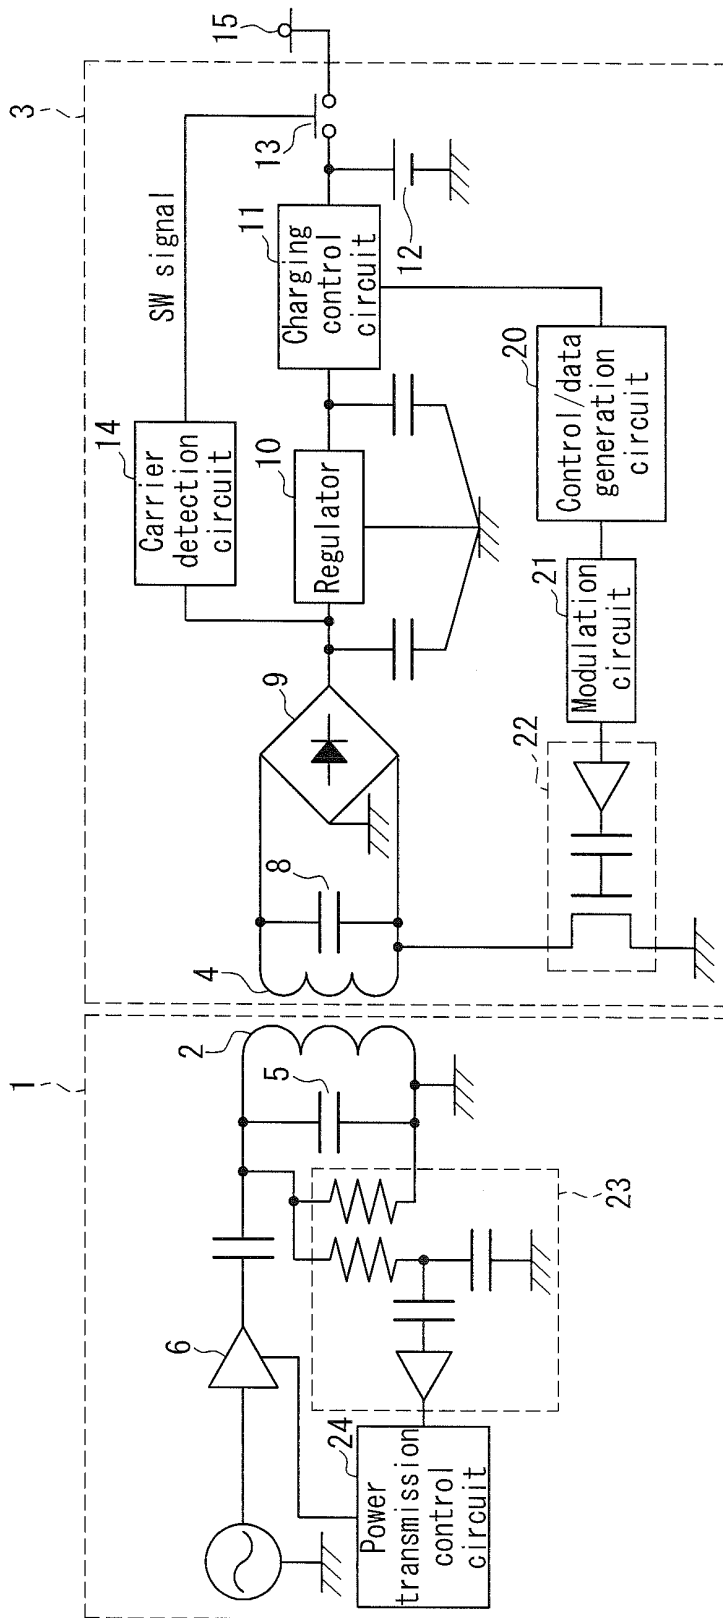 1
3
2
4
5
6
8
9
10
Regulator
11
Charging
control
circuit
12
13
14
Carrier
detection
circuit
SW signal
15
20
Control/data
generation
circuit
21
Modulation
circuit
22
23
24
Power
transmission
control
circuit